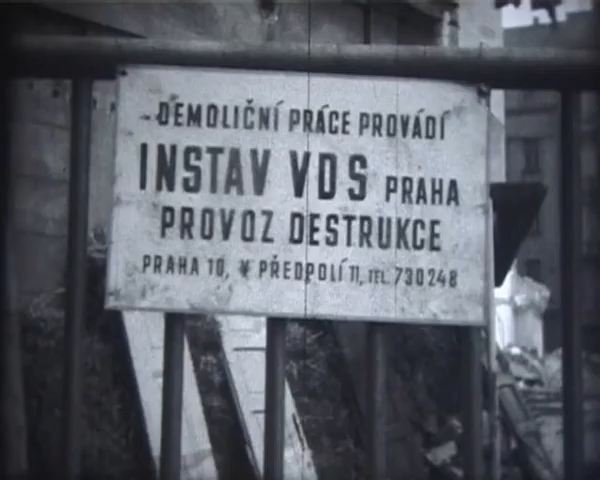 DEMOLIČNÍ PRÁCE PROVÁDÍ
INSTAV VDS PRAHA
PROVOZ DESTRUKCE
PRAHA 10, V PŘEDPOLÍ 11, TEL. 730248